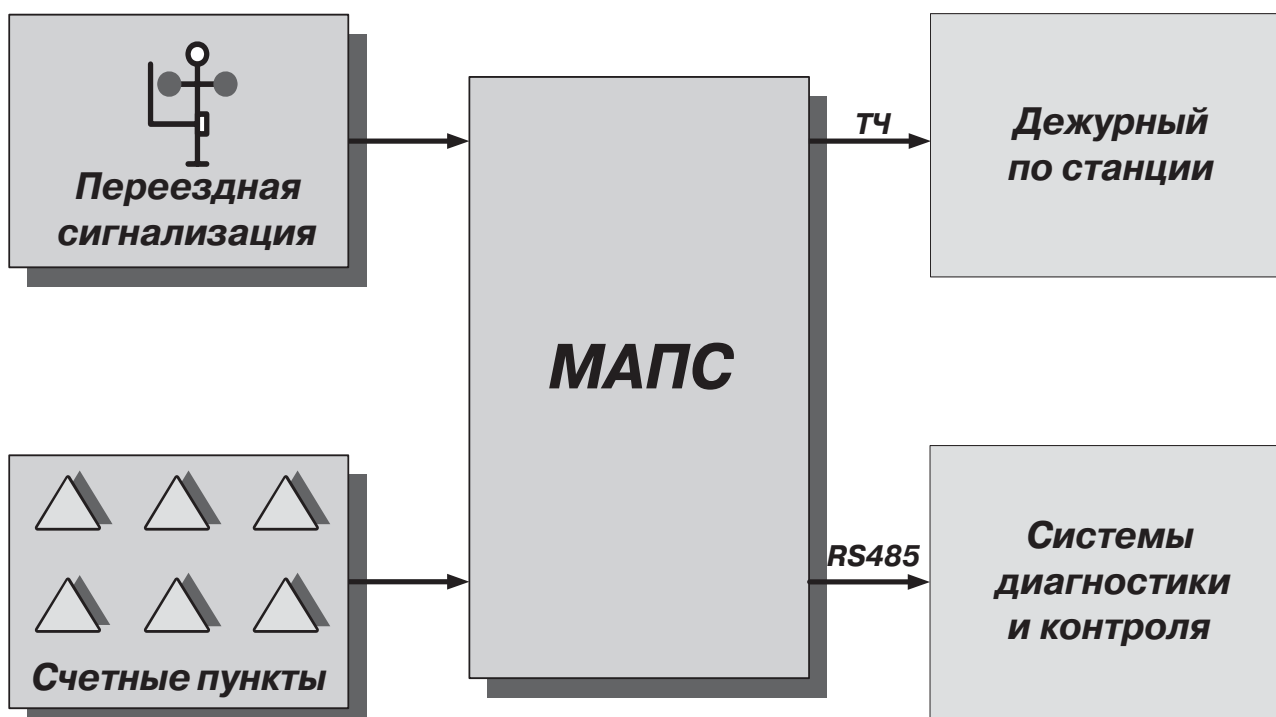 Переездная
сигнализация
МАПС
ТЧ
Дежурный
по станции
Счетные пункты
RS485
Системы
диагностики
и контроля